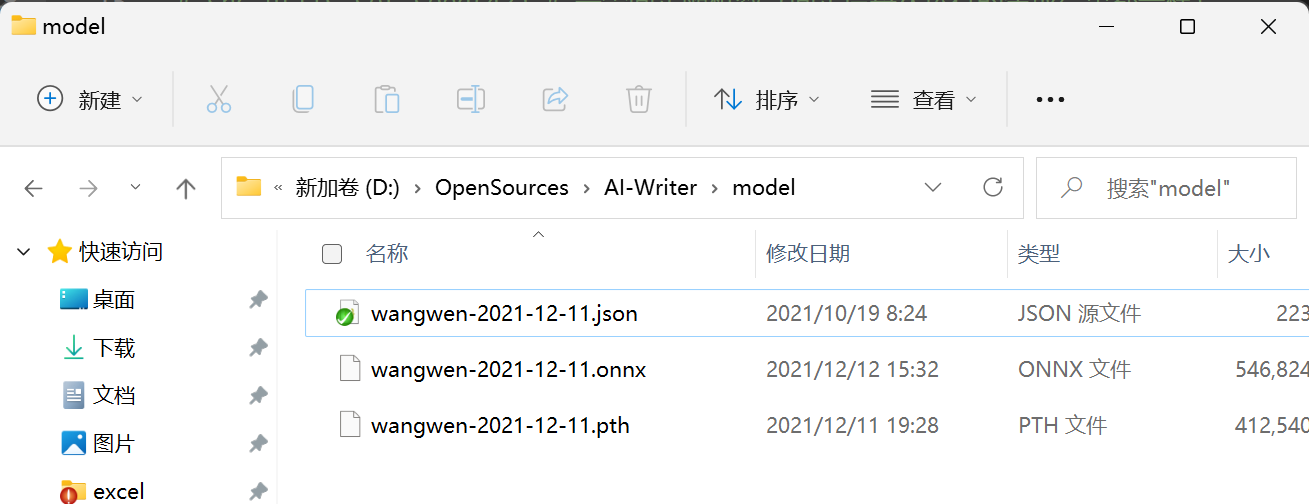 model
新建 排序 查看
« 新加卷 (D:) › OpenSources › AI-Writer › model 搜索"model"
快速访问
桌面
下载
文档
图片
excel
名称 修改日期 类型 大小
wangwen-2021-12-11.json 2021/10/19 8:24 JSON 源文件 223
wangwen-2021-12-11.onnx 2021/12/12 15:32 ONNX 文件 546,824
wangwen-2021-12-11.pth 2021/12/11 19:28 PTH 文件 412,540